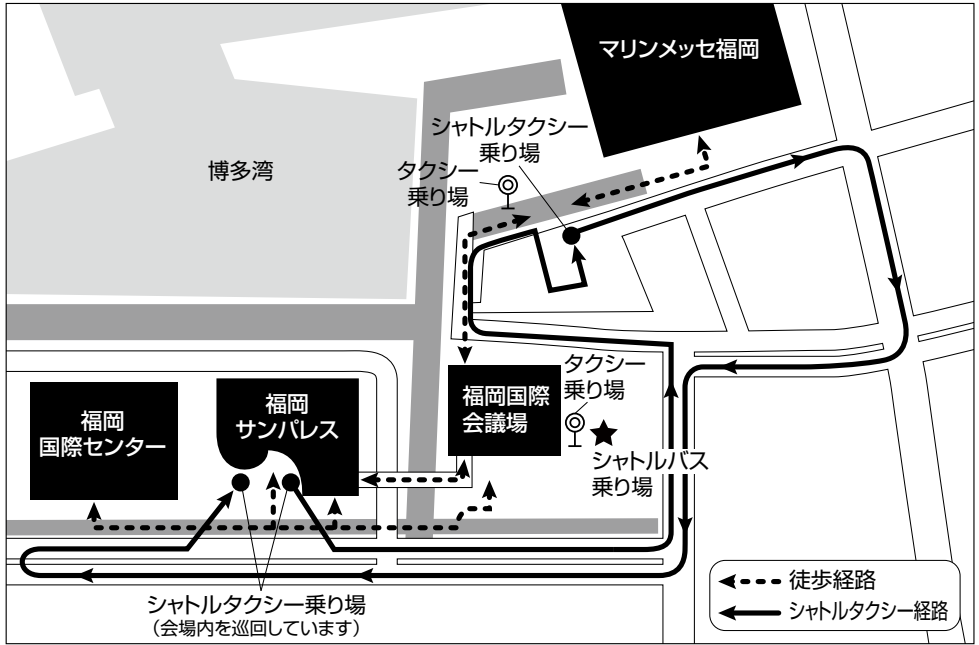 マリンメッセ福岡
シャトルタクシー
乗り場
タクシー
乗り場
博多湾
タクシー
乗り場
福岡国際
会議場
福岡
サンパレス
福岡
国際センター
シャトルバス
乗り場
シャトルタクシー乗り場
(会場内を巡回しています)
徒歩経路
シャトルタクシー経路